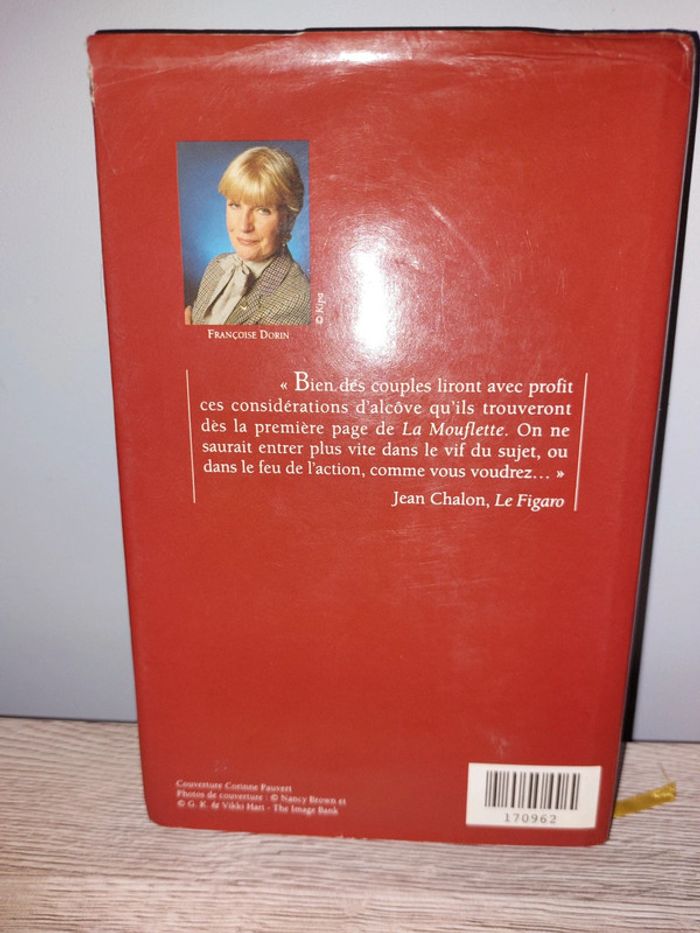 © Kipa
FRANÇOISE DORIN
« Bien des couples liront avec profit
ces considérations d'alcôve qu'ils trouveront
dès la première page de La Mouflette. On ne
saurait entrer plus vite dans le vif du sujet, ou
dans le feu de l'action, comme vous voudrez... »
Jean Chalon, Le Figaro
Couverture Corinne Pauvert
Photos de couverture : © Nancy Brown et
© G. K. & Vikki Hart - The Image Bank
170962